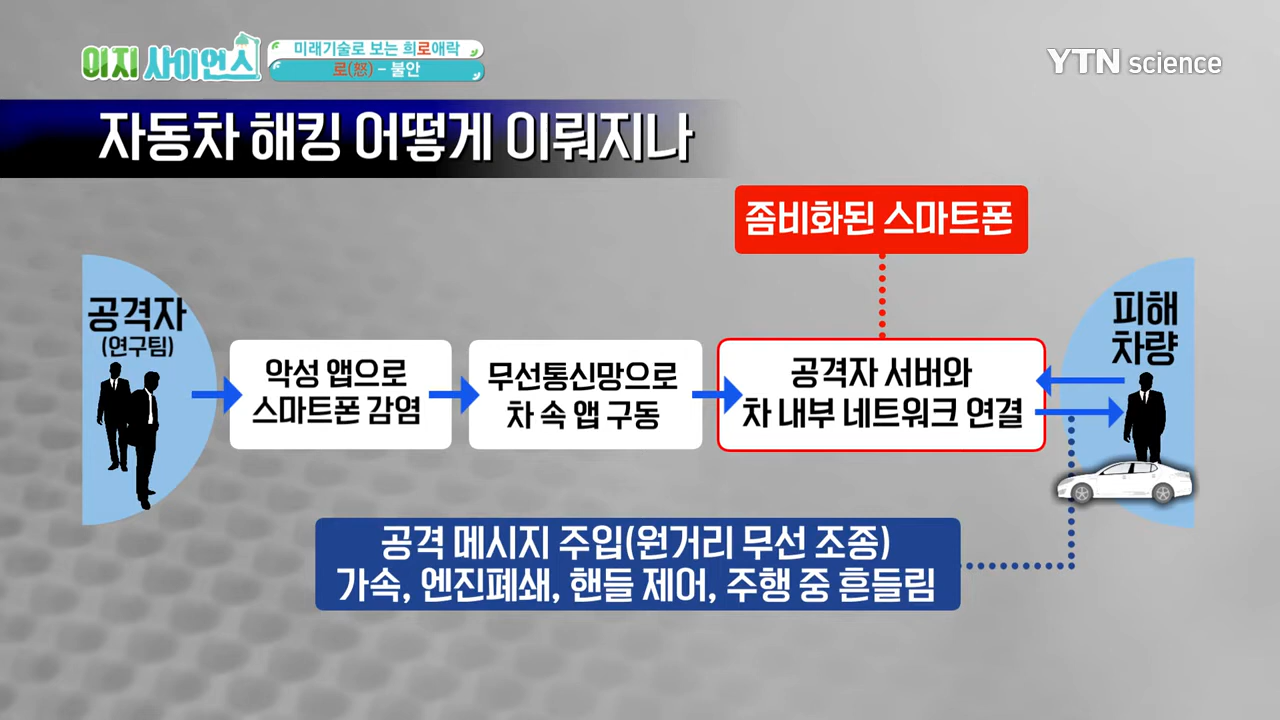 이지 사이언스
미래기술로 보는 희로애락
로(怒) - 불안
YTN science
자동차 해킹 어떻게 이뤄지나
좀비화된 스마트폰
공격자
(연구팀)
악성 앱으로
스마트폰 감염
무선통신망으로
차 속 앱 구동
공격자 서버와
차 내부 네트워크 연결
피해
차량
공격 메시지 주입(원거리 무선 조종)
가속, 엔진폐쇄, 핸들 제어, 주행 중 흔들림